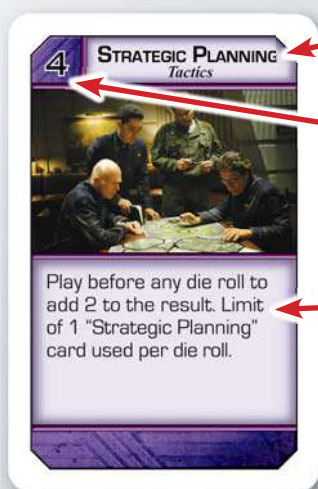 4
STRATEGIC PLANNING
Tactics
Play before any die roll to
add 2 to the result. Limit
of 1 “Strategic Planning”
card used per die roll.